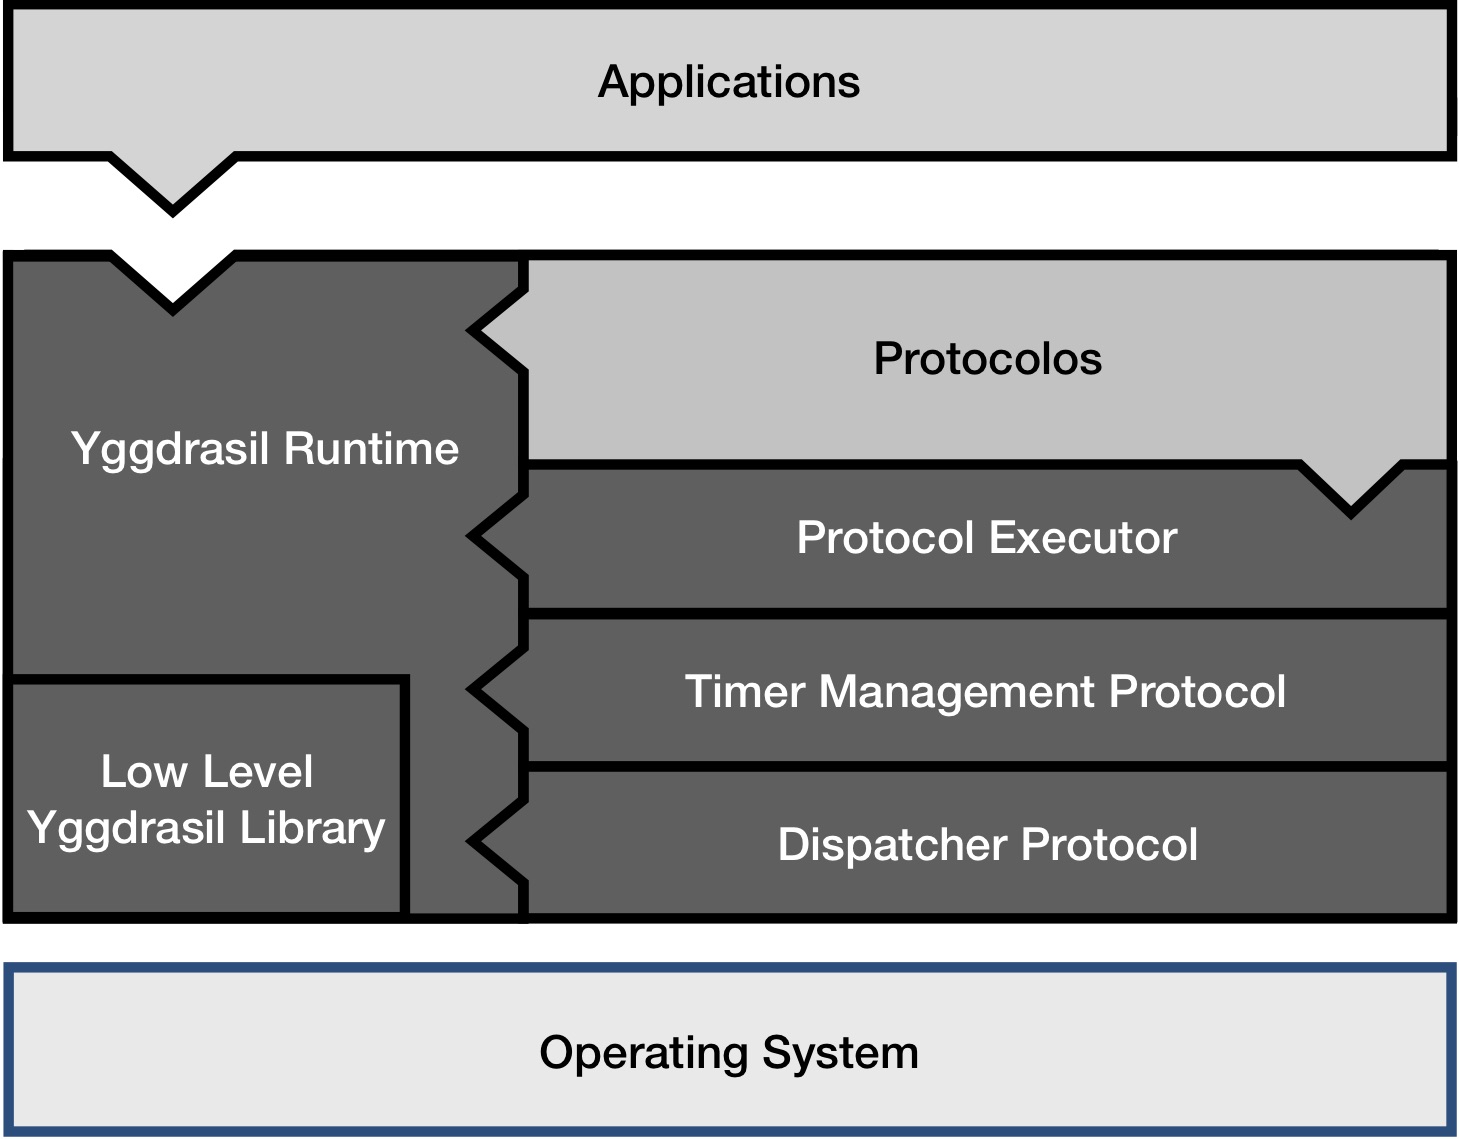 Applications
Protocolos
Yggdrasil Runtime
Protocol Executor
Timer Management Protocol
Low Level
Yggdrasil Library
Dispatcher Protocol
Operating System